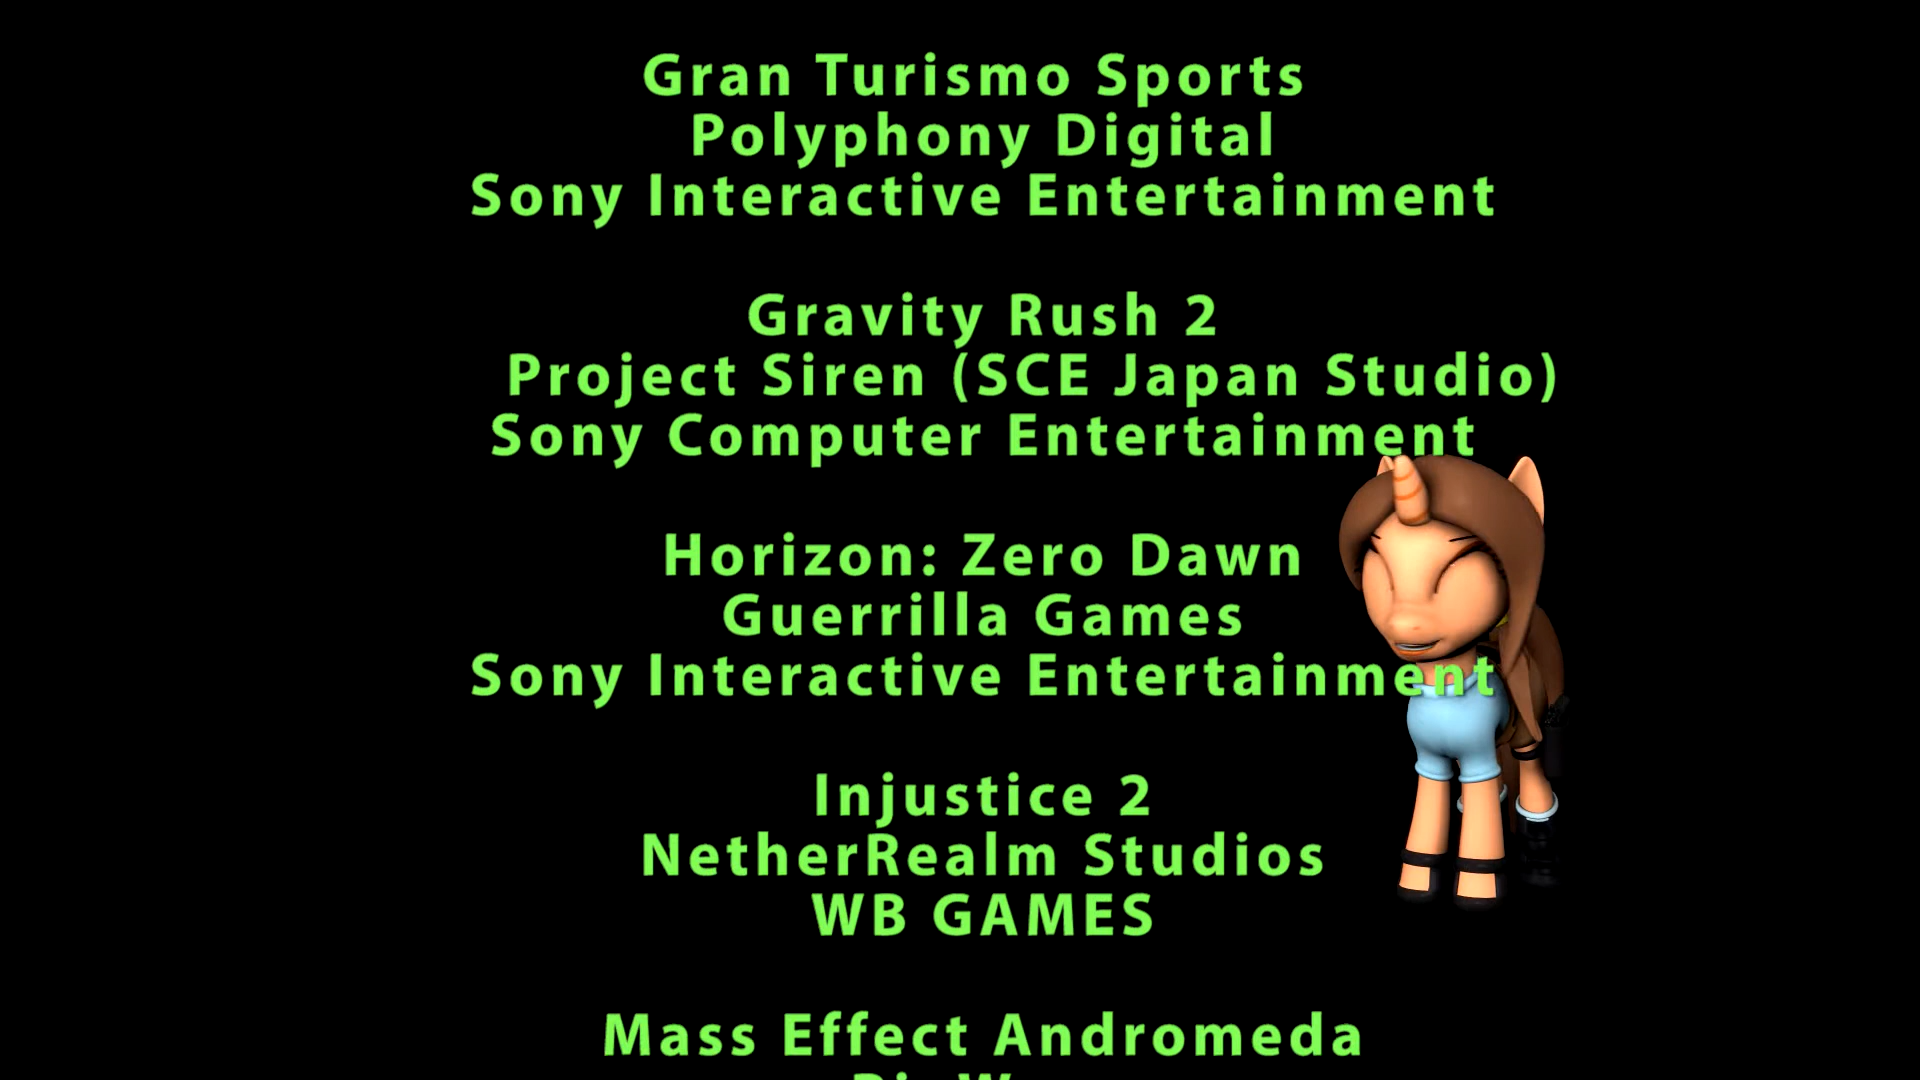 Gran Turismo Sports
Polyphony Digital
Sony Interactive Entertainment
Gravity Rush 2
Project Siren (SCE Japan Studio)
Sony Computer Entertainment
Horizon: Zero Dawn
Guerrilla Games
Sony Interactive Entertainment
Injustice 2
NetherRealm Studios
WB GAMES
Mass Effect Andromeda